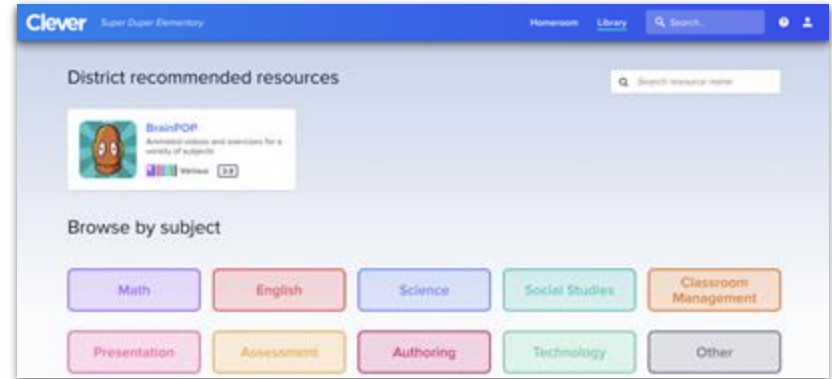 Clever Super Duper Elementary Homeroom Library Search...
District recommended resources
Search resource name
BrainPOP
Animated videos and exercises for a
variety of subjects
Various
Browse by subject
Math English Science Social Studies Classroom Management
Presentation Assessment Authoring Technology Other